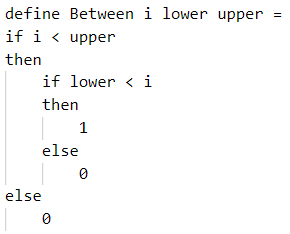 define Between i lower upper =
if i < upper
then
    if lower < i
    then
        1
    else
        0
else
    0